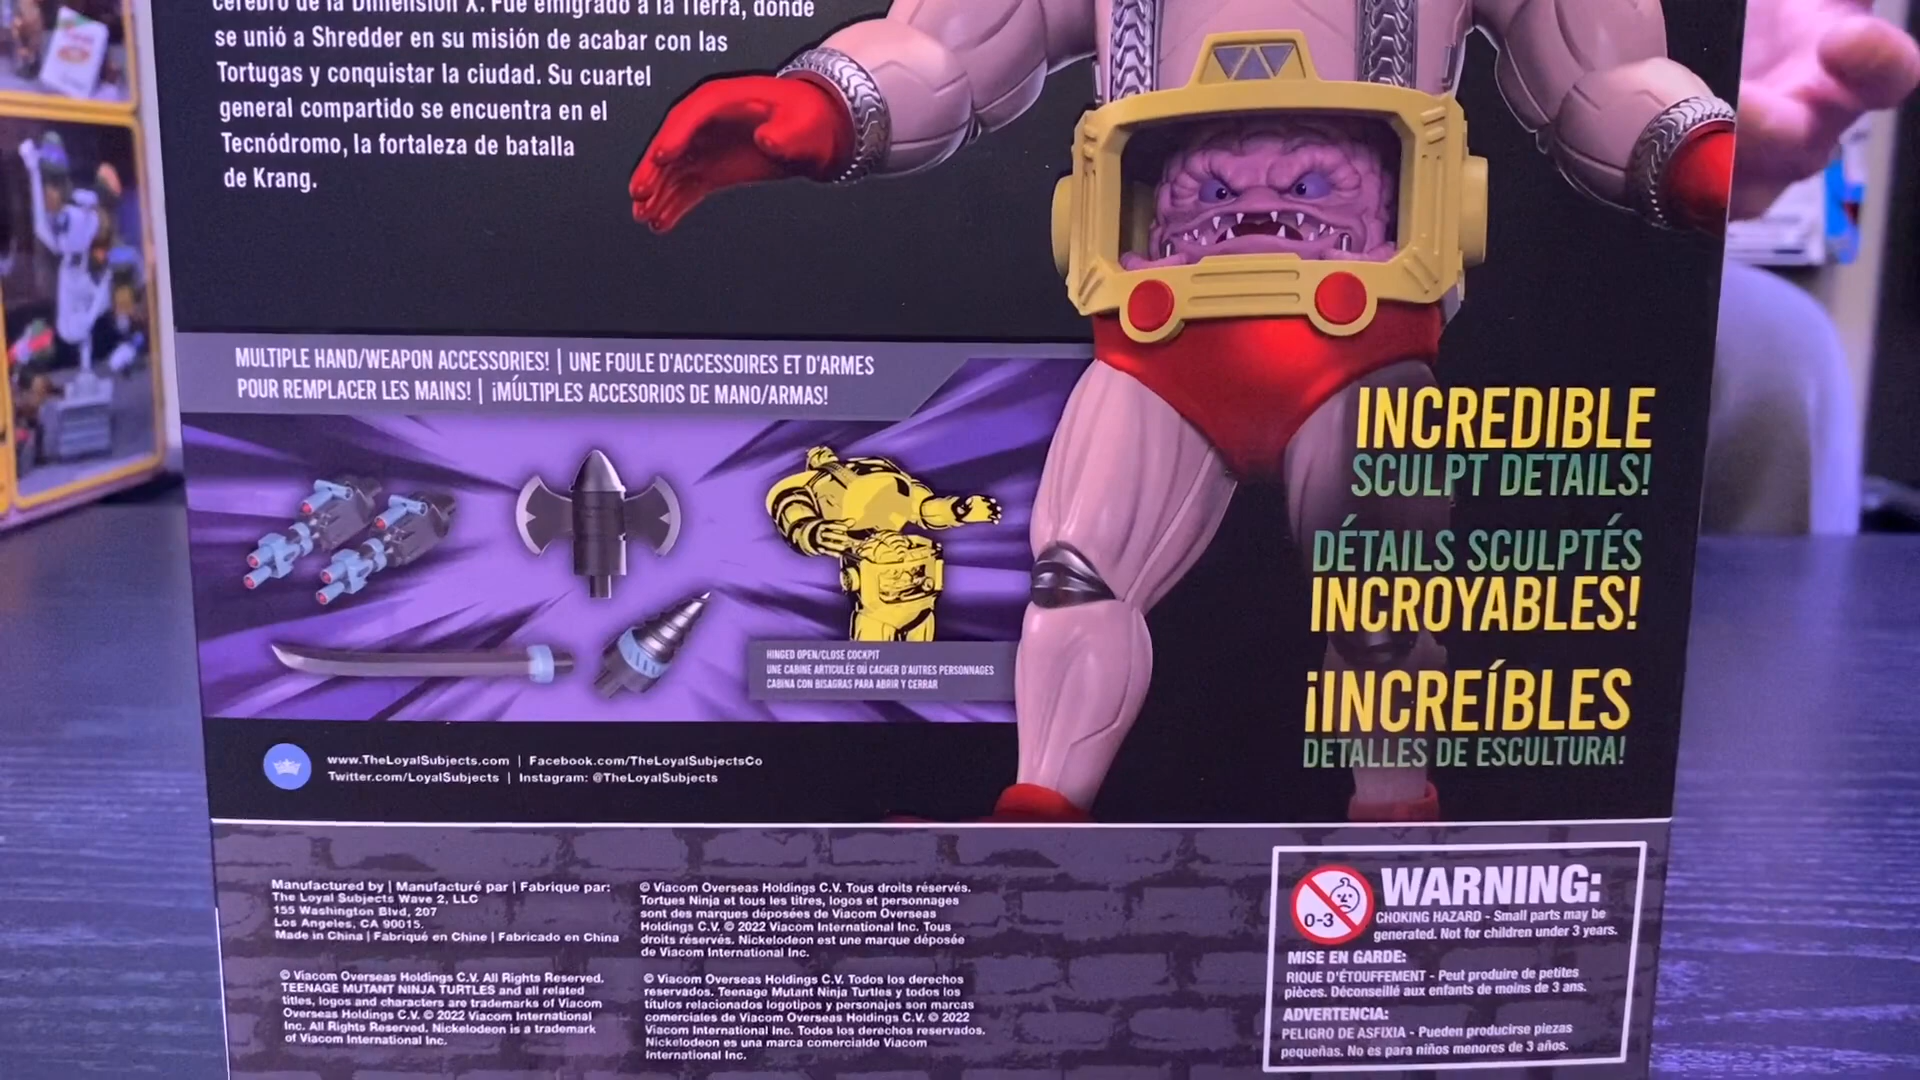 cerebro de la Dimensión X. Fue emigrado a la Tierra, donde
se unió a Shredder en su misión de acabar con las
Tortugas y conquistar la ciudad. Su cuartel
general compartido se encuentra en el
Tecnódromo, la fortaleza de batalla
de Krang.
MULTIPLE HAND/WEAPON ACCESSORIES! | UNE FOULE D'ACCESSOIRES ET D'ARMES
POUR REMPLACER LES MAINS! | ¡MÚLTIPLES ACCESORIOS DE MANO/ARMAS!
HINGED OPEN/CLOSE COCKPIT
UNE CABINE ARTICULÉE OÙ CACHER D'AUTRES PERSONNAGES
CABINA CON BISAGRAS PARA ABRIR Y CERRAR
INCREDIBLE
SCULPT DETAILS!
DÉTAILS SCULPTÉS
INCROYABLES!
¡INCREÍBLES
DETALLES DE ESCULTURA!
www.TheLoyalSubjects.com | Facebook.com/TheLoyalSubjectsCo
Twitter.com/LoyalSubjects | Instagram: @TheLoyalSubjects
Manufactured by | Manufacturé par | Fabrique par:
The Loyal Subjects Wave 2, LLC
155 Washington Blvd, 207
Los Angeles, CA 90015.
Made in China | Fabriqué en Chine | Fabricado en China
© Viacom Overseas Holdings C.V. All Rights Reserved.
TEENAGE MUTANT NINJA TURTLES and all related
titles, logos and characters are trademarks of Viacom
Overseas Holdings C.V. © 2022 Viacom International
Inc. All Rights Reserved. Nickelodeon is a trademark
of Viacom International Inc.
© Viacom Overseas Holdings C.V. Tous droits réservés.
Tortues Ninja et tous les titres, logos et personnages
sont des marques déposées de Viacom Overseas
Holdings C.V. © 2022 Viacom International Inc. Tous
droits réservés. Nickelodeon est une marque déposée
de Viacom International Inc.
© Viacom Overseas Holdings C.V. Todos los derechos
reservados. Teenage Mutant Ninja Turtles y todos los
títulos relacionados logotipos y personajes son marcas
comerciales de Viacom Overseas Holdings C.V. © 2022
Viacom International Inc. Todos los derechos reservados.
Nickelodeon es una marca comercialde Viacom
International Inc.
0-3
WARNING:
CHOKING HAZARD - Small parts may be
generated. Not for children under 3 years.
MISE EN GARDE:
RIQUE D'ÉTOUFFEMENT - Peut produire de petites
pièces. Déconseillé aux enfants de moins de 3 ans.
ADVERTENCIA:
PELIGRO DE ASFIXIA - Pueden producirse piezas
pequeñas. No es para niños menores de 3 años.